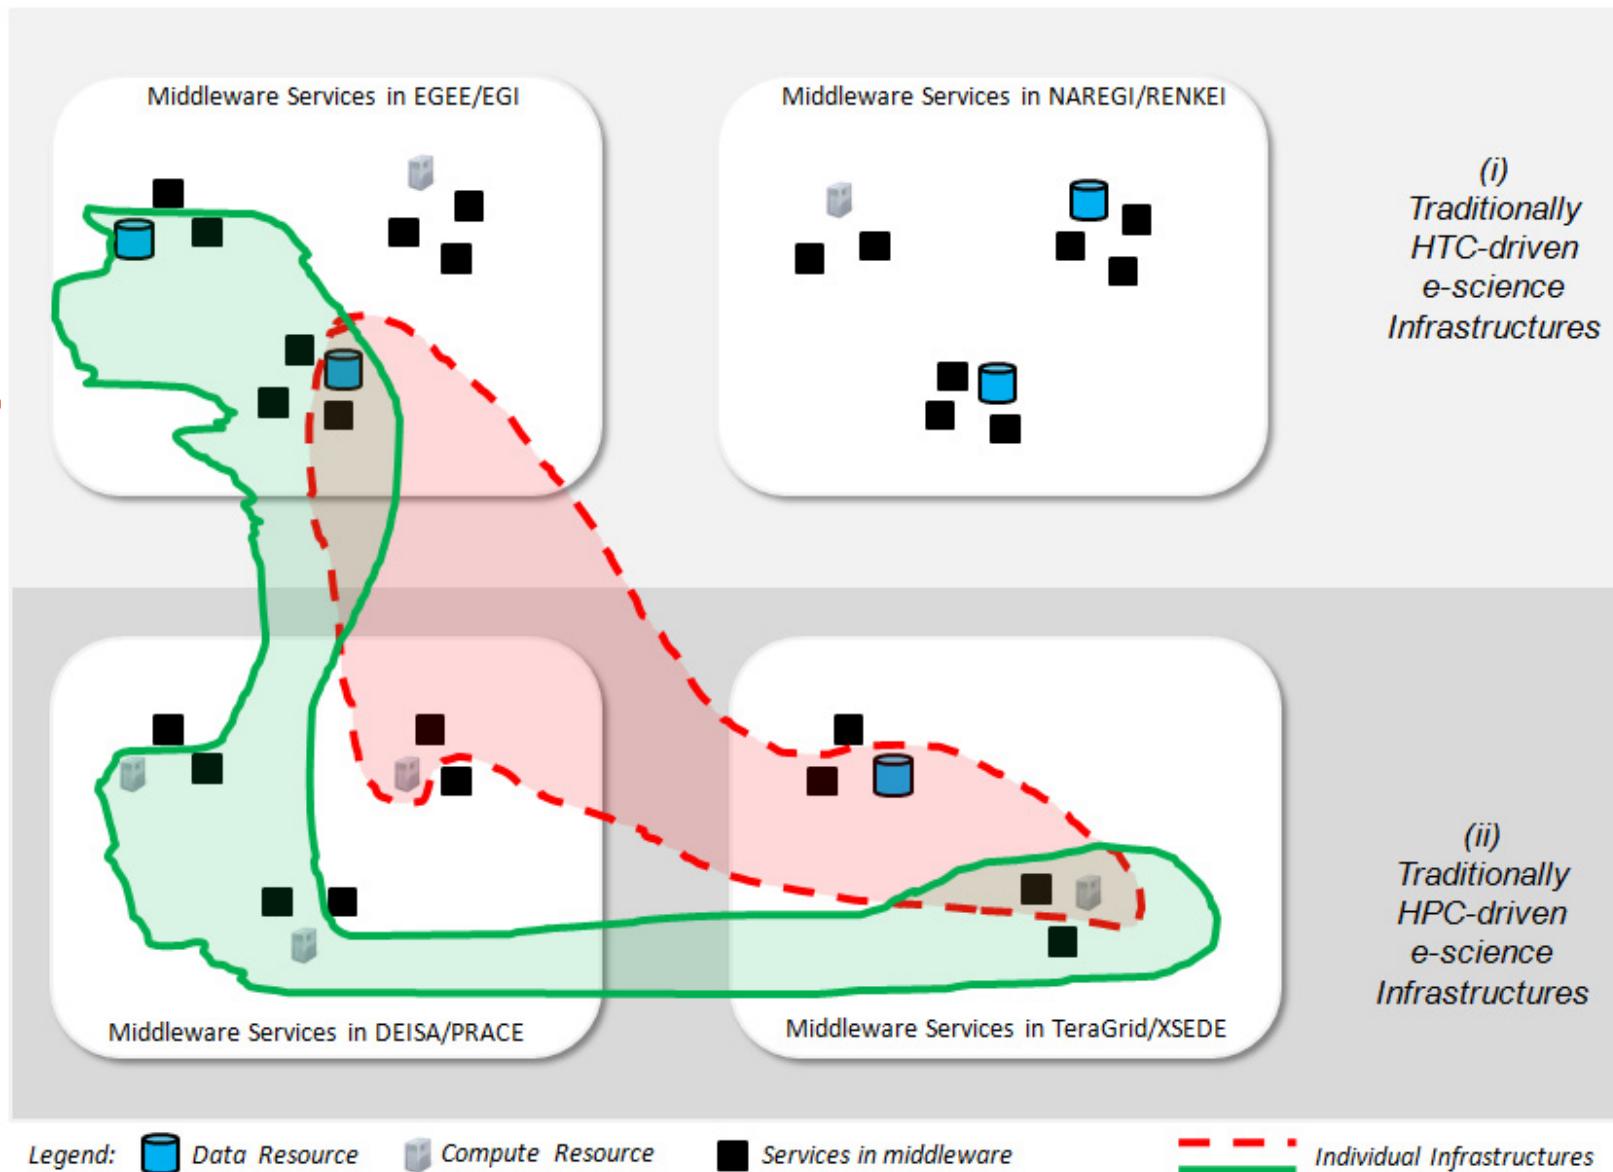 Middleware Services in EGEE/EGI
Middleware Services in NAREGI/RENKEI
(i)
Traditionally
HTC-driven
e-science
Infrastructures
(ii)
Traditionally
HPC-driven
e-science
Infrastructures
Middleware Services in DEISA/PRACE
Middleware Services in TeraGrid/XSEDE
Legend: Data Resource Compute Resource Services in middleware Individual Infrastructures